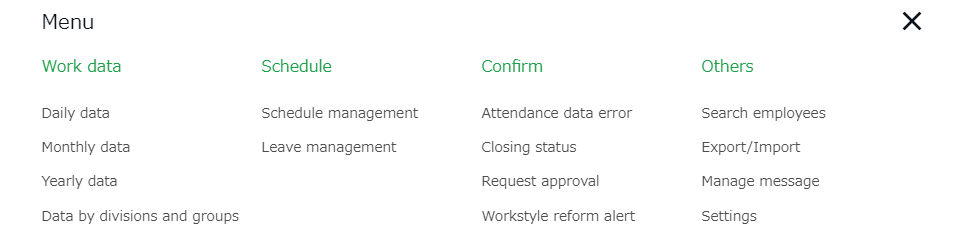 Menu
Work data
Daily data
Monthly data
Yearly data
Data by divisions and groups
Schedule
Schedule management
Leave management
Confirm
Attendance data error
Closing status
Request approval
Workstyle reform alert
Others
Search employees
Export/Import
Manage message
Settings